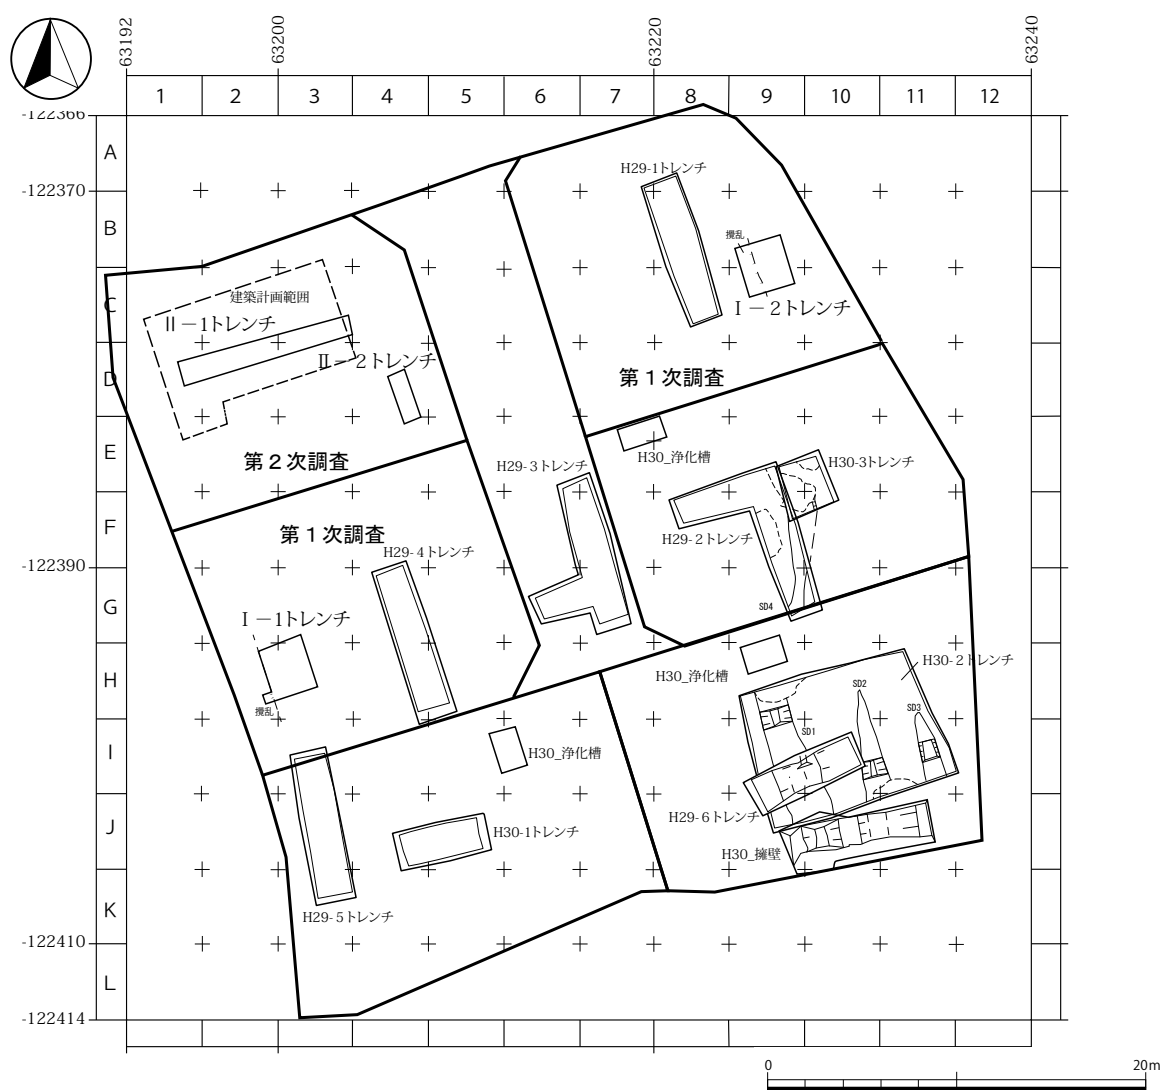 63192
63200
63220
63240
1 2 3 4 5 6 7 8 9 10 11 12
-122366
A
H29-1トレンチ
-122370
B
攪乱
建築計画範囲
C
Ⅰ－2トレンチ
Ⅱ－1トレンチ
Ⅱ－2トレンチ
D
第１次調査
E
H30_浄化槽
第２次調査
H29-3トレンチ
H30-3トレンチ
F
第１次調査
H29-2トレンチ
H29-4トレンチ
-122390
G
SD4
Ⅰ－1トレンチ
H30_浄化槽
H30-2トレンチ
H
SD2
攪乱
SD3
SD1
I
H30_浄化槽
H29-6トレンチ
J
H30-1トレンチ
H30_擁壁
K
H29-5トレンチ
-122410
L
-122414
0 20m